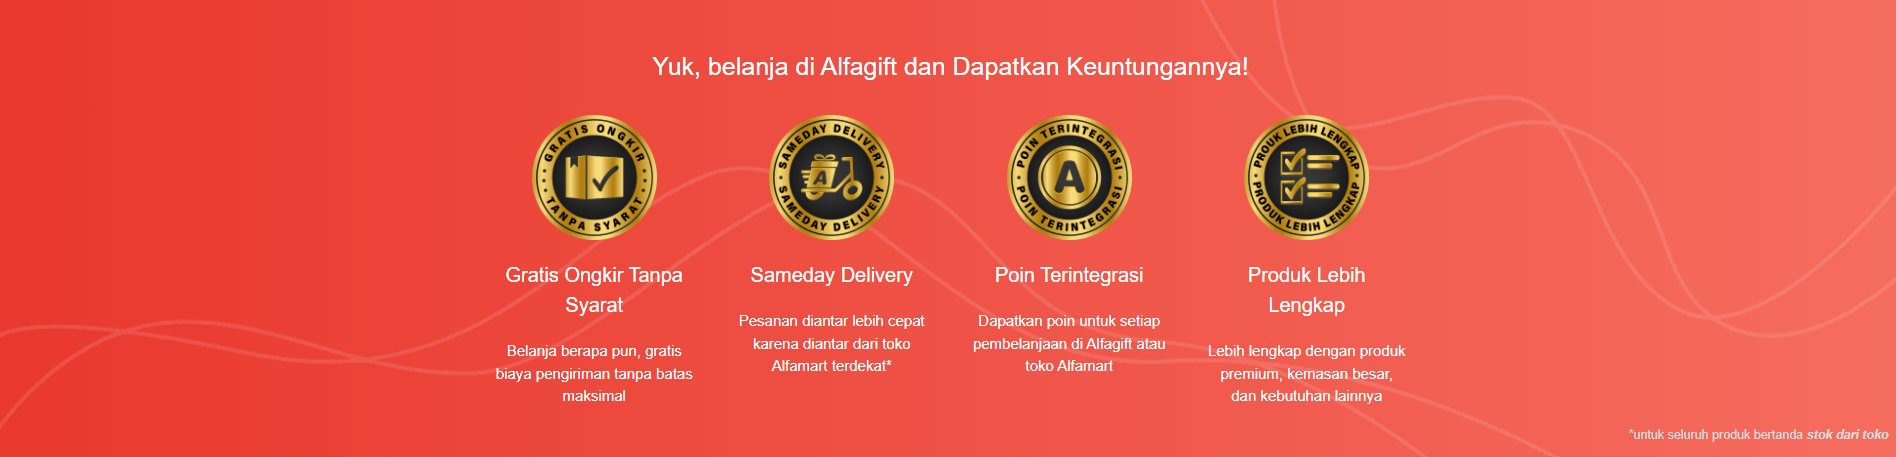 Yuk, belanja di Alfagift dan Dapatkan Keuntungannya!
GRATIS ONGKIR
TANPA SYARAT
Gratis Ongkir Tanpa
Syarat
Belanja berapa pun, gratis
biaya pengiriman tanpa batas
maksimal
SAMEDAY DELIVERY
A
SAMEDAY DELIVERY
Sameday Delivery
Pesanan diantar lebih cepat
karena diantar dari toko
Alfamart terdekat*
POIN TERINTEGRASI
A
POIN TERINTEGRASI
Poin Terintegrasi
Dapatkan poin untuk setiap
pembelanjaan di Alfagift atau
toko Alfamart
PROUK LEBIH LENGKAP
PRODUK LEBIH LENGKAP
Produk Lebih
Lengkap
Lebih lengkap dengan produk
premium, kemasan besar,
dan kebutuhan lainnya
*untuk seluruh produk bertanda stok dari toko